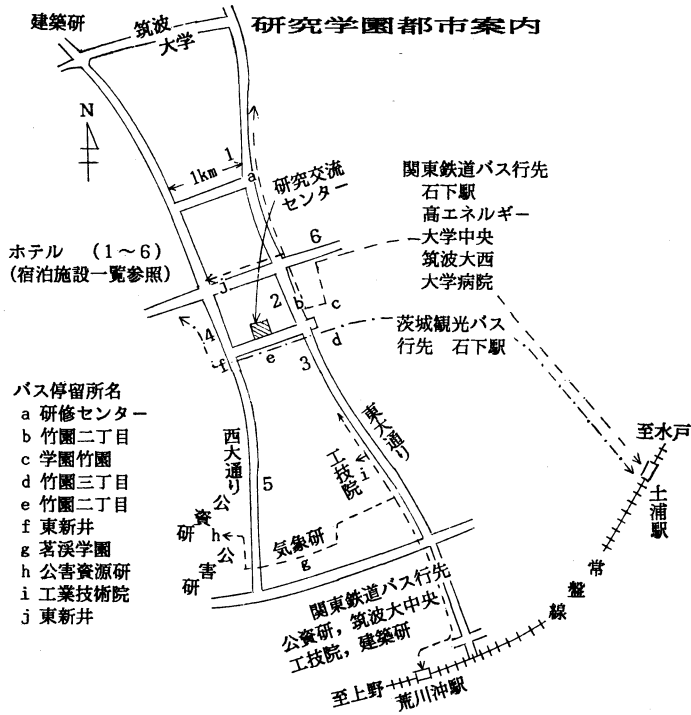 研究学園都市案内
建築研
筑波
大学
N
1km
1
a
研究交流
センター
関東鉄道バス行先
石下駅
高エネルギー
大学中央
筑波大西
大学病院
ホテル （1～6）
(宿泊施設一覧参照)
6
j
2
b
c
4
d
茨城観光バス
行先 石下駅
f
e
3
バス停留所名
a 研修センター
b 竹園二丁目
c 学園竹園
d 竹園三丁目
e 竹園二丁目
f 東新井
g 茗渓学園
h 公害資源研
i 工業技術院
j 東新井
西大通り
東大通り
至水戸
土浦駅
5
工技院
i
公資研
h
公害研
気象研
g
常盤線
関東鉄道バス行先
公資研，筑波大中央
工技院，建築研
至上野
荒川沖駅